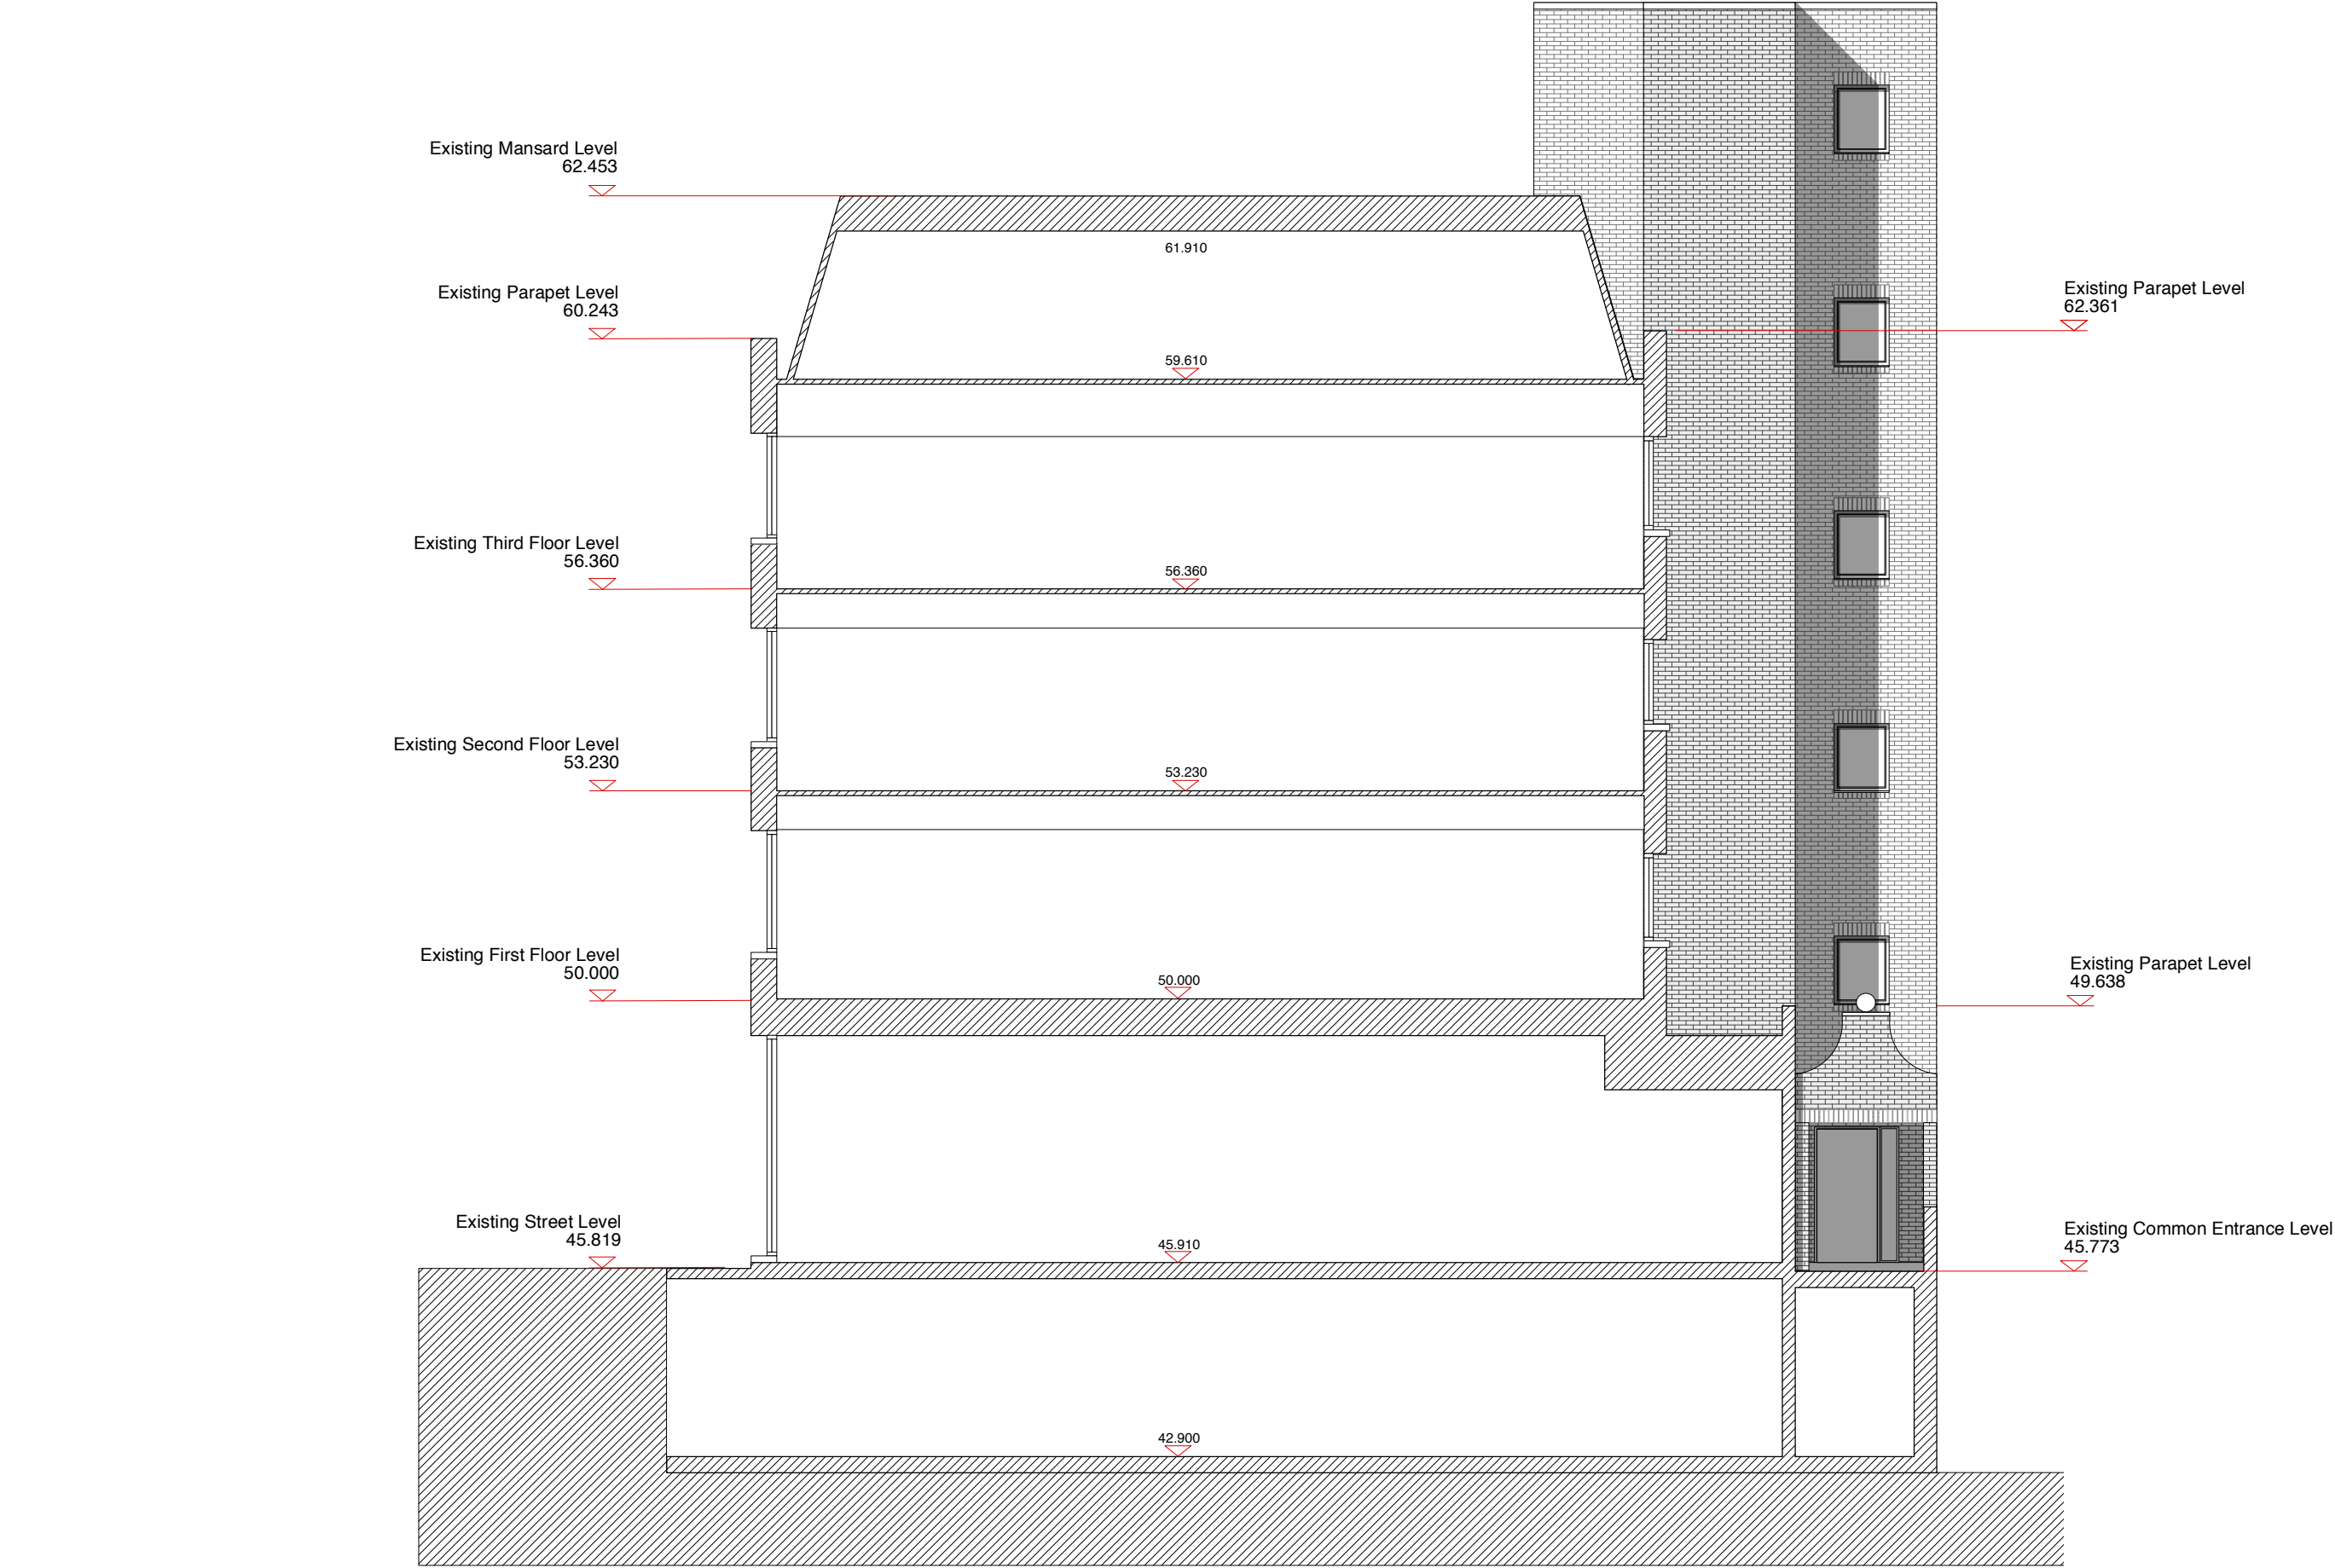 Existing Mansard Level
62.453
61.910
Existing Parapet Level
60.243
Existing Parapet Level
62.361
59.610
Existing Third Floor Level
56.360
56.360
Existing Second Floor Level
53.230
53.230
Existing First Floor Level
50.000
50.000
Existing Parapet Level
49.638
Existing Street Level
45.819
45.910
Existing Common Entrance Level
45.773
42.900